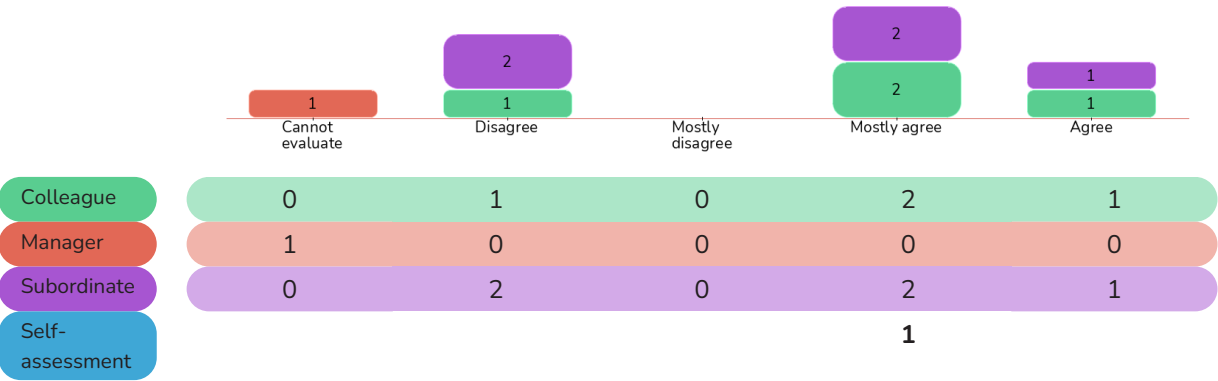 2
2
2
1
1
1
1
Cannot
evaluate
Disagree
Mostly
disagree
Mostly agree
Agree
Colleague 0 1 0 2 1
Manager 1 0 0 0 0
Subordinate 0 2 0 2 1
Self-
assessment
1